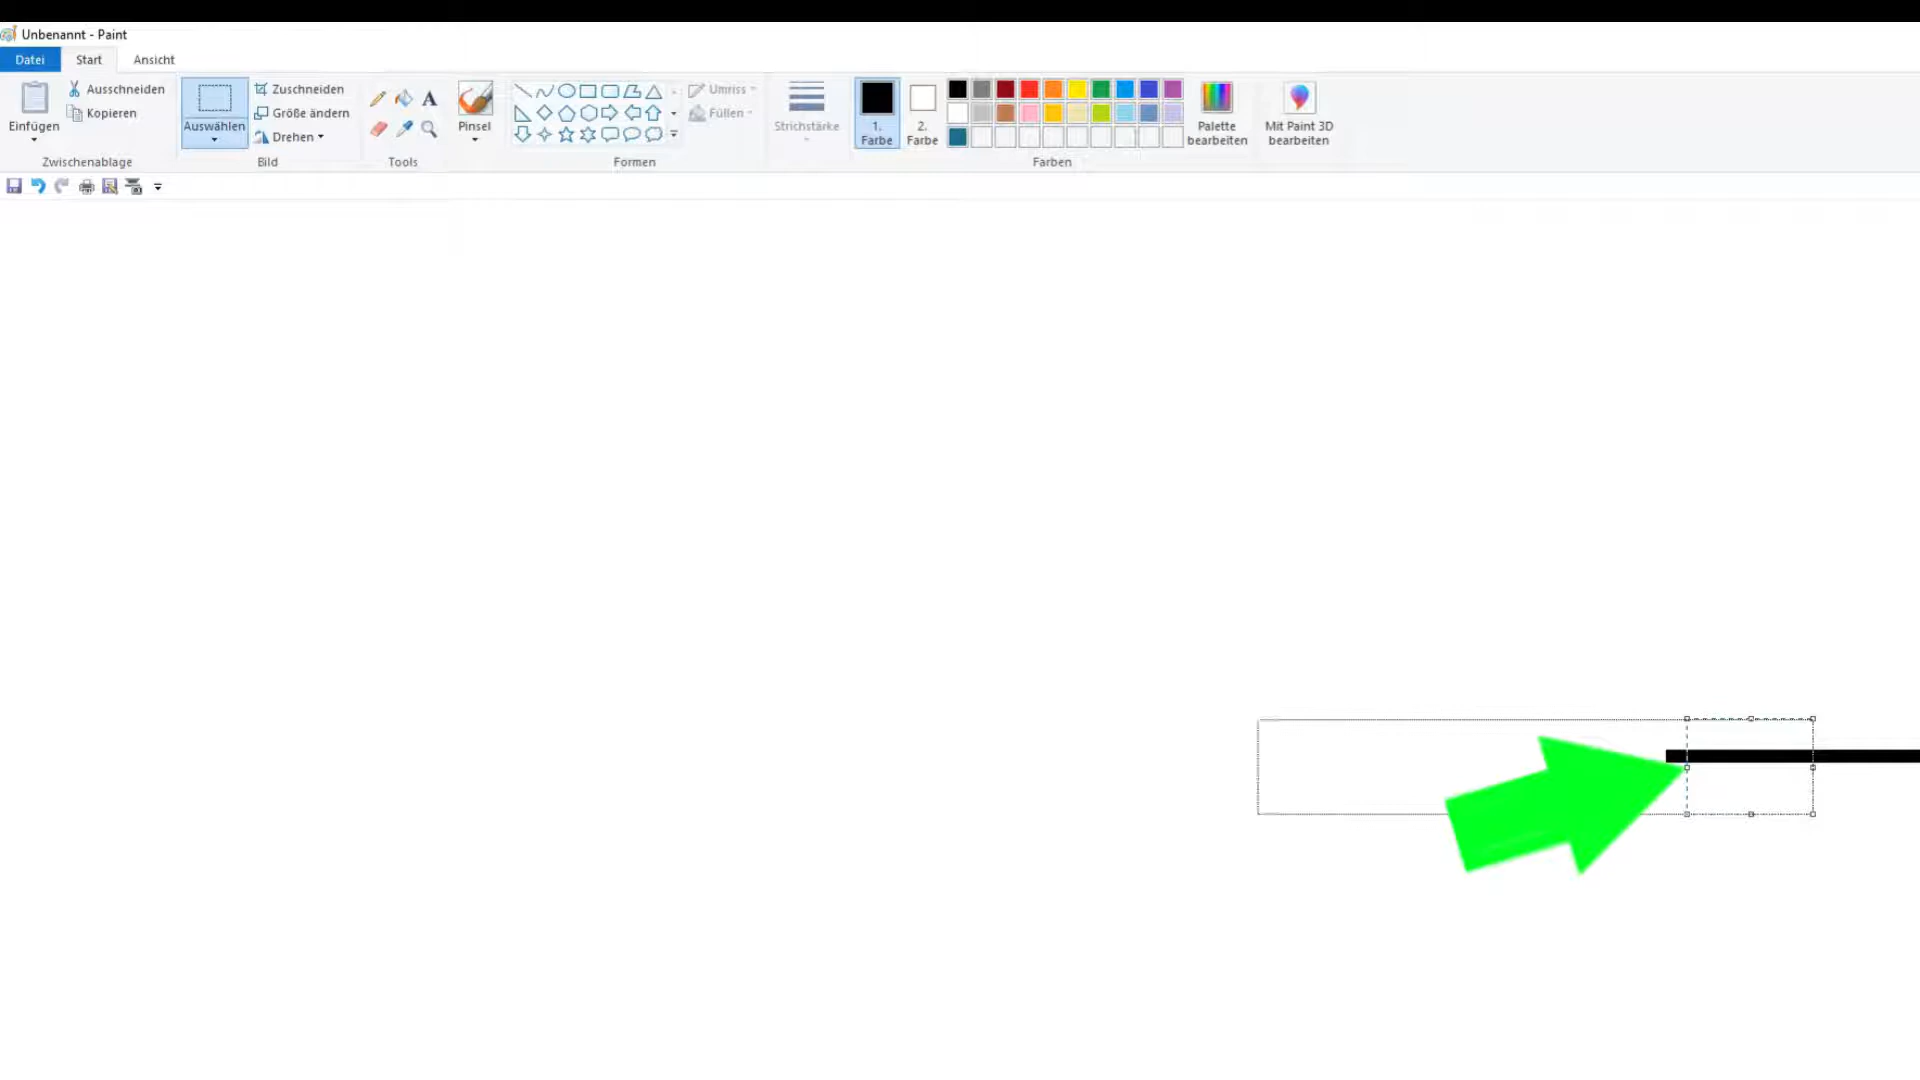 Unbenannt - Paint
Datei Start Ansicht
Einfügen
Ausschneiden
Kopieren
Zwischenablage
Auswählen
Zuschneiden
Größe ändern
Drehen
Bild
A
Tools
Pinsel
Umriss
Füllen
Formen
Strichstärke
1. Farbe
2. Farbe
Palette bearbeiten
Farben
Mit Paint 3D bearbeiten